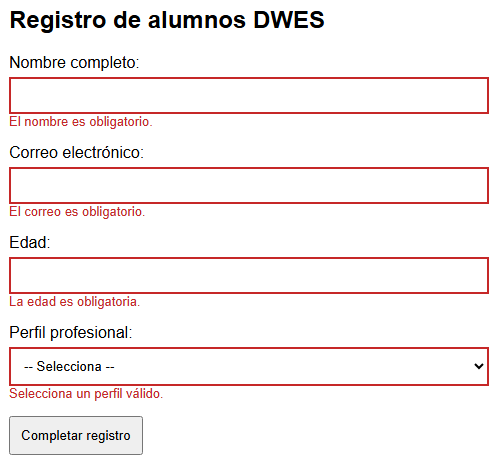 Registro de alumnos DWES
Nombre completo:
El nombre es obligatorio.
Correo electrónico:
El correo es obligatorio.
Edad:
La edad es obligatoria.
Perfil profesional:
-- Selecciona --
Selecciona un perfil válido.
Completar registro